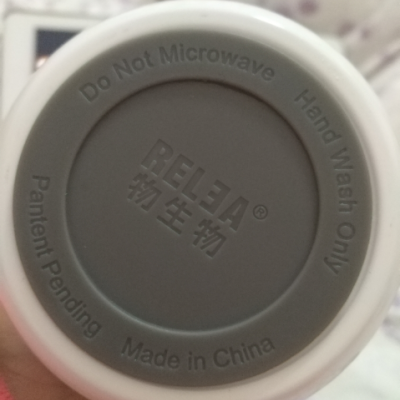 Do Not Microwave
Hand Wash Only
Made in China
Pantent Pending
RELEA®
物生物